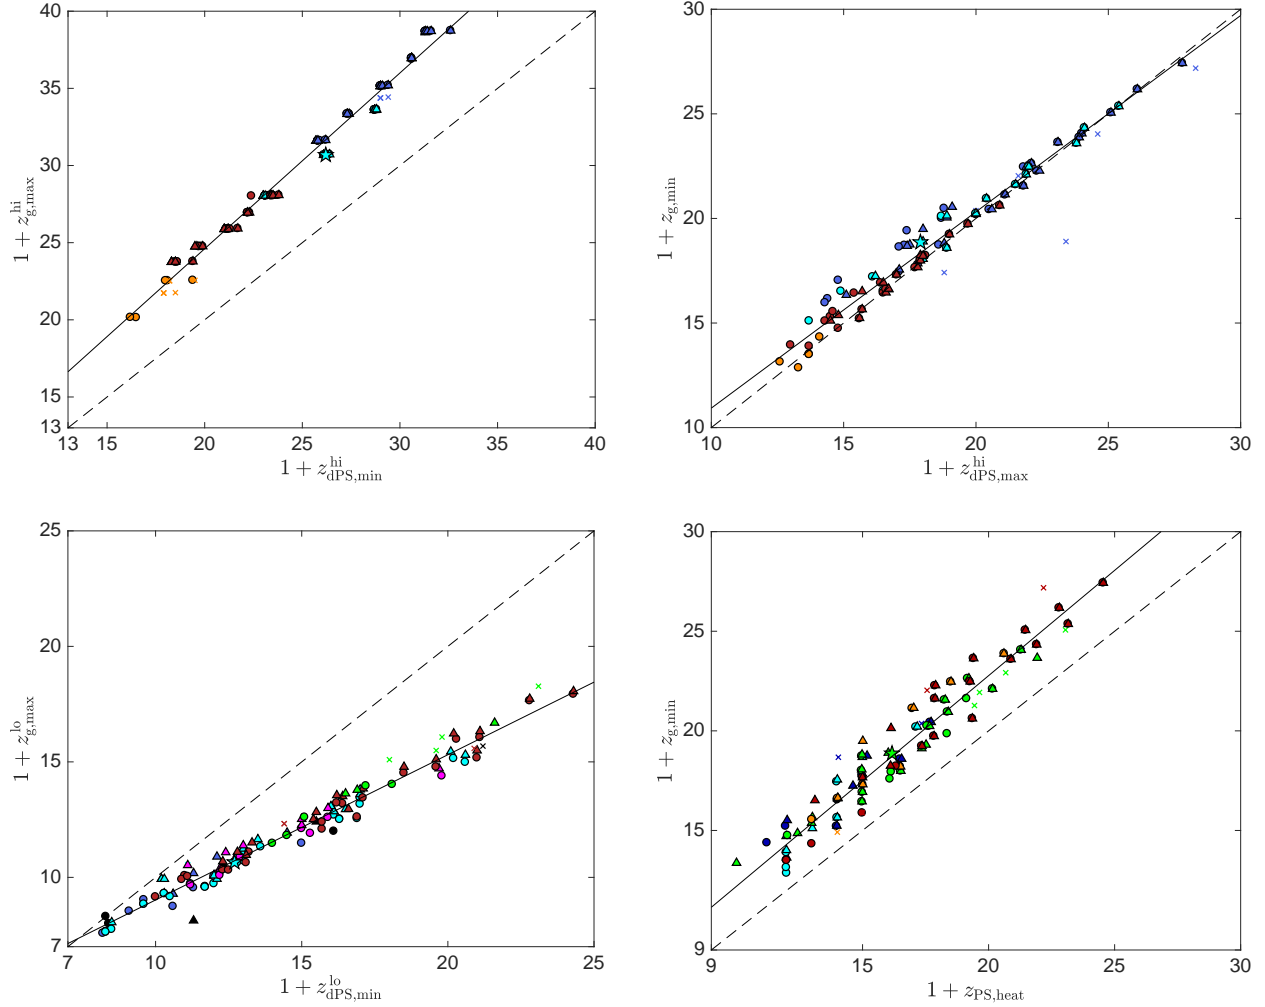 40
35
30
25
20
15
13
1 + z^hi_g,max
13 15 20 25 30 35 40
1 + z^hi_dPS,min
30
25
20
15
10
1 + z_g,min
10 15 20 25 30
1 + z^hi_dPS,max
25
20
15
10
7
1 + z^lo_g,max
7 10 15 20 25
1 + z^lo_dPS,min
30
25
20
15
9
1 + z_g,min
9 15 20 25 30
1 + z_PS,heat